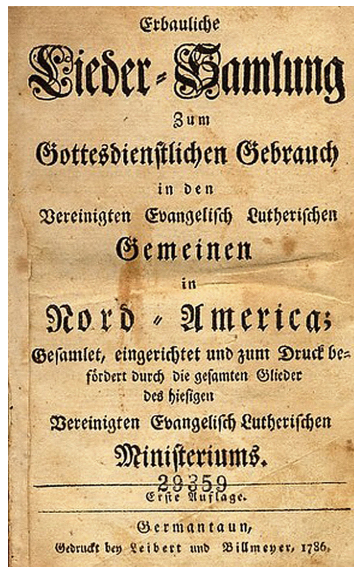 Erbauliche
Lieder-Samlung
Zum
Gottesdienstlichen Gebrauch
in den
Vereinigten Evangelisch Lutherischen
Gemeinen
in
Nord-America;
Gesamlet, eingerichtet und zum Druck be-
fördert durch die gesamten Glieder
des hiesigen
Vereinigten Evangelisch Lutherischen
Ministeriums.
29359
Erste Auflage.
Germantaun,
Gedruckt bey Leibert und Billmeyer, 1786.